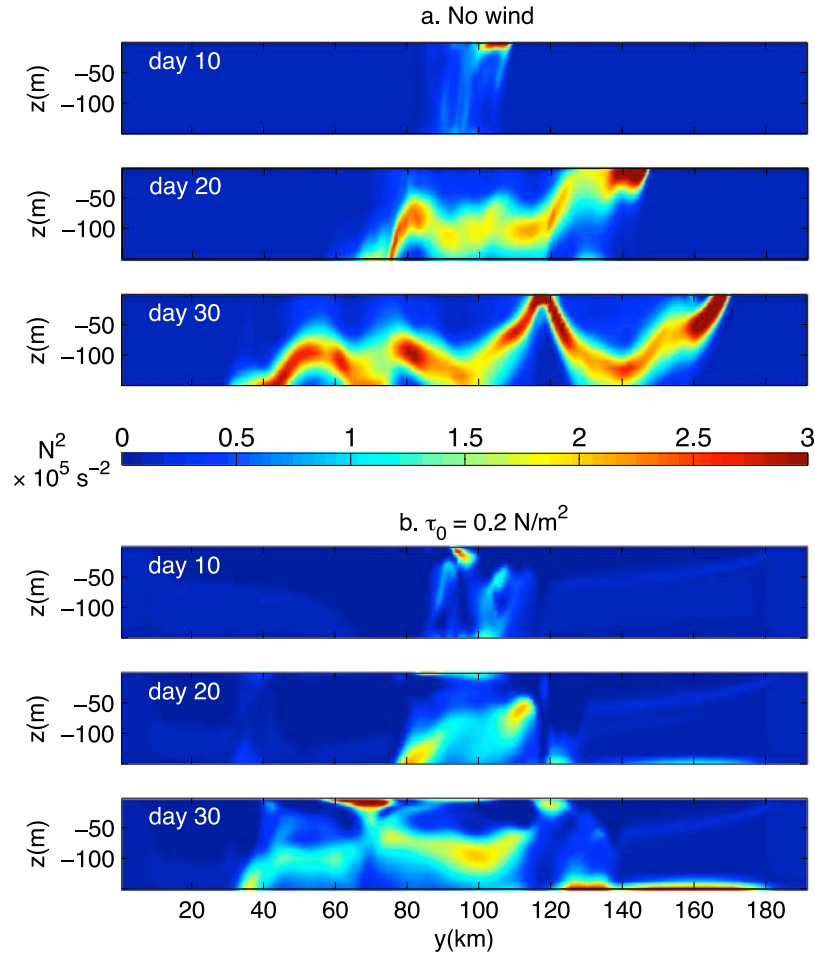 a. No wind
day 10
z(m)
−50
−100
day 20
z(m)
−50
−100
day 30
z(m)
−50
−100
N² × 10⁵ s⁻²
0 0.5 1 1.5 2 2.5 3
b. τ₀ = 0.2 N/m²
day 10
z(m)
−50
−100
day 20
z(m)
−50
−100
day 30
z(m)
−50
−100
20 40 60 80 100 120 140 160 180
y(km)